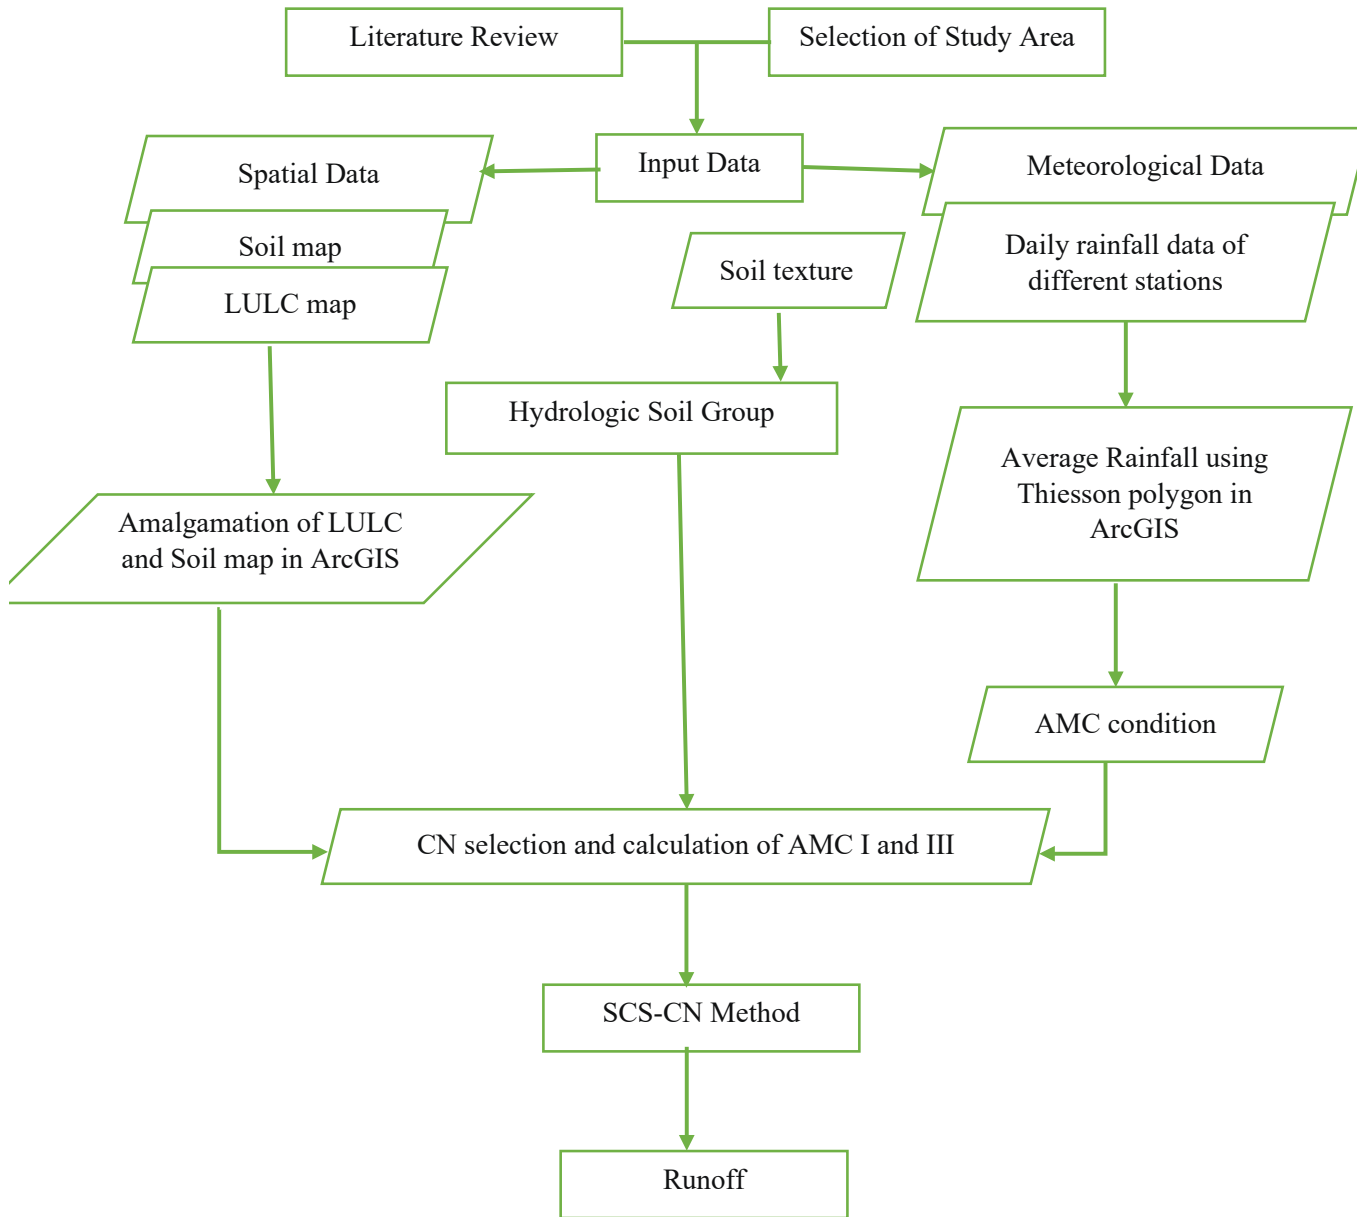 Literature Review
Selection of Study Area
Input Data
Spatial Data
Meteorological Data
Soil map
Daily rainfall data of
different stations
Soil texture
LULC map
Hydrologic Soil Group
Average Rainfall using
Thiesson polygon in
ArcGIS
Amalgamation of LULC
and Soil map in ArcGIS
AMC condition
CN selection and calculation of AMC I and III
SCS-CN Method
Runoff